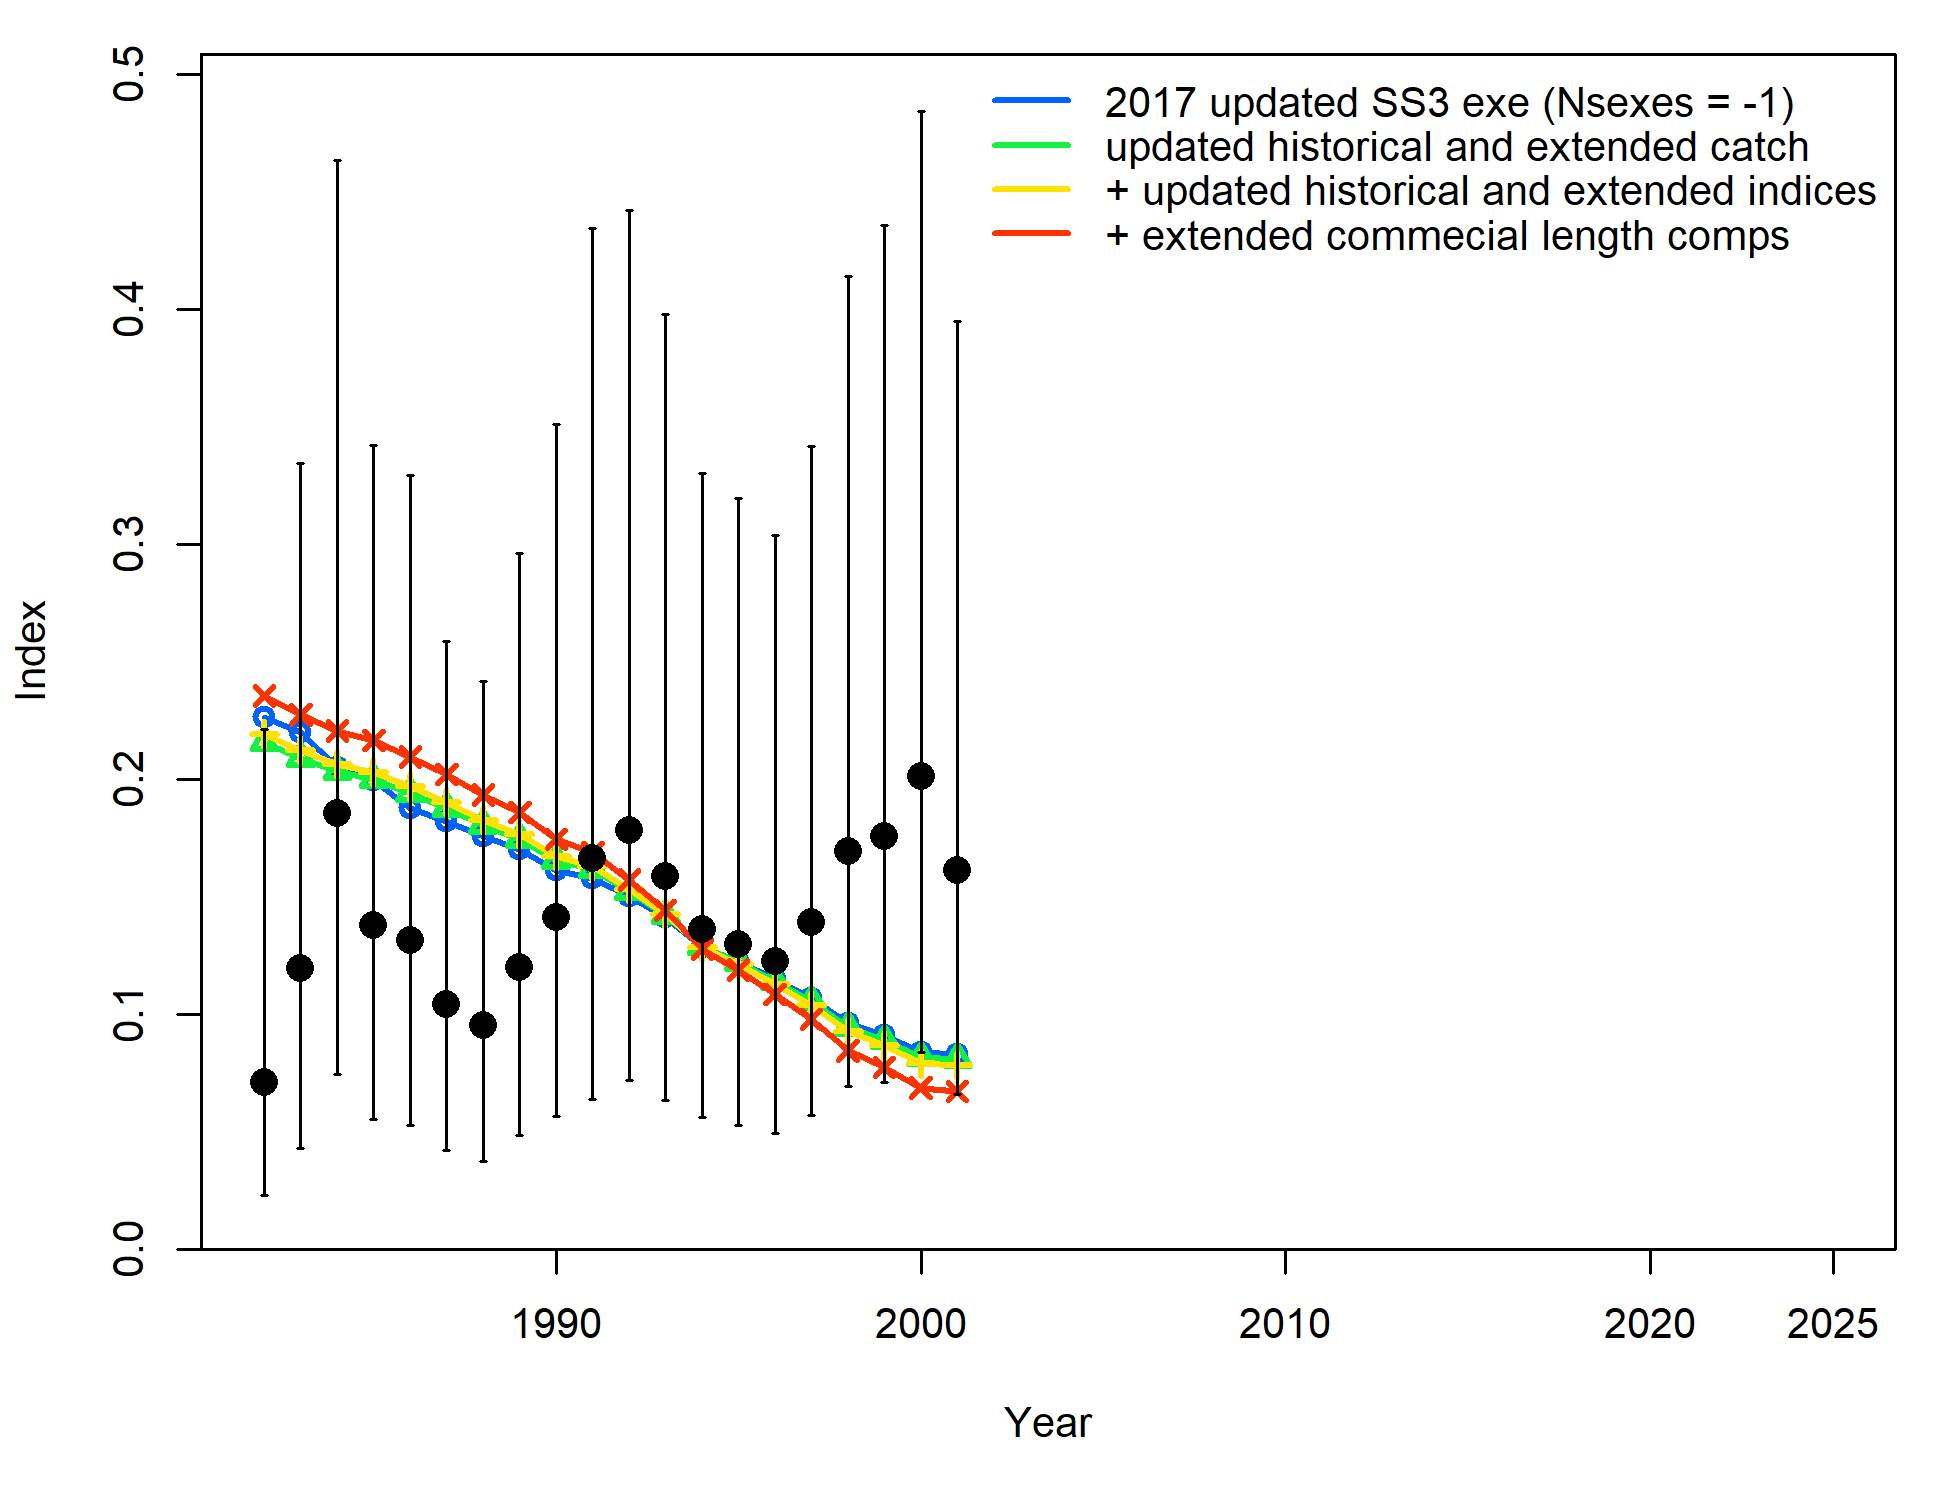 2017 updated SS3 exe (Nsexes = -1)
updated historical and extended catch
+ updated historical and extended indices
+ extended commecial length comps
0.5
0.4
0.3
0.2
0.1
0.0
Index
1990 2000 2010 2020 2025
Year